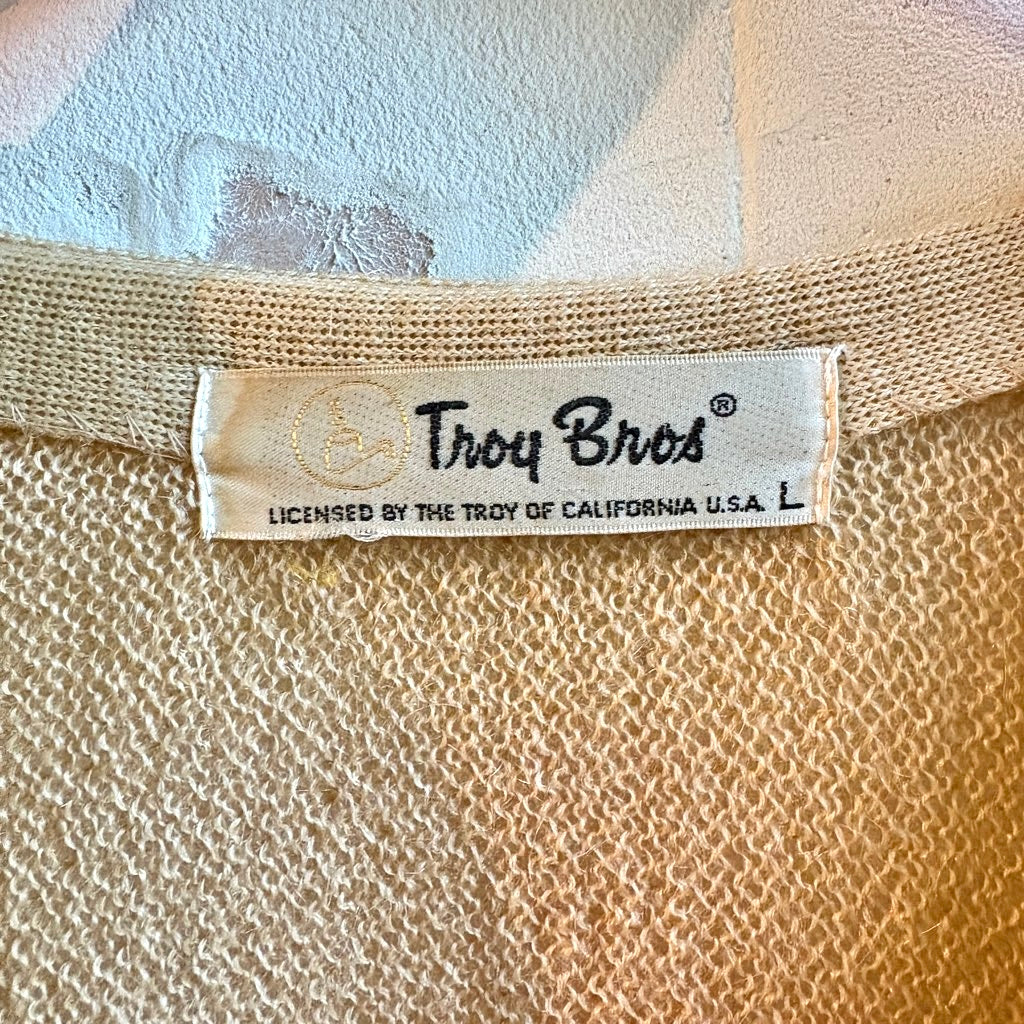 Troy Bros®
LICENSED BY THE TROY OF CALIFORNIA U.S.A. L